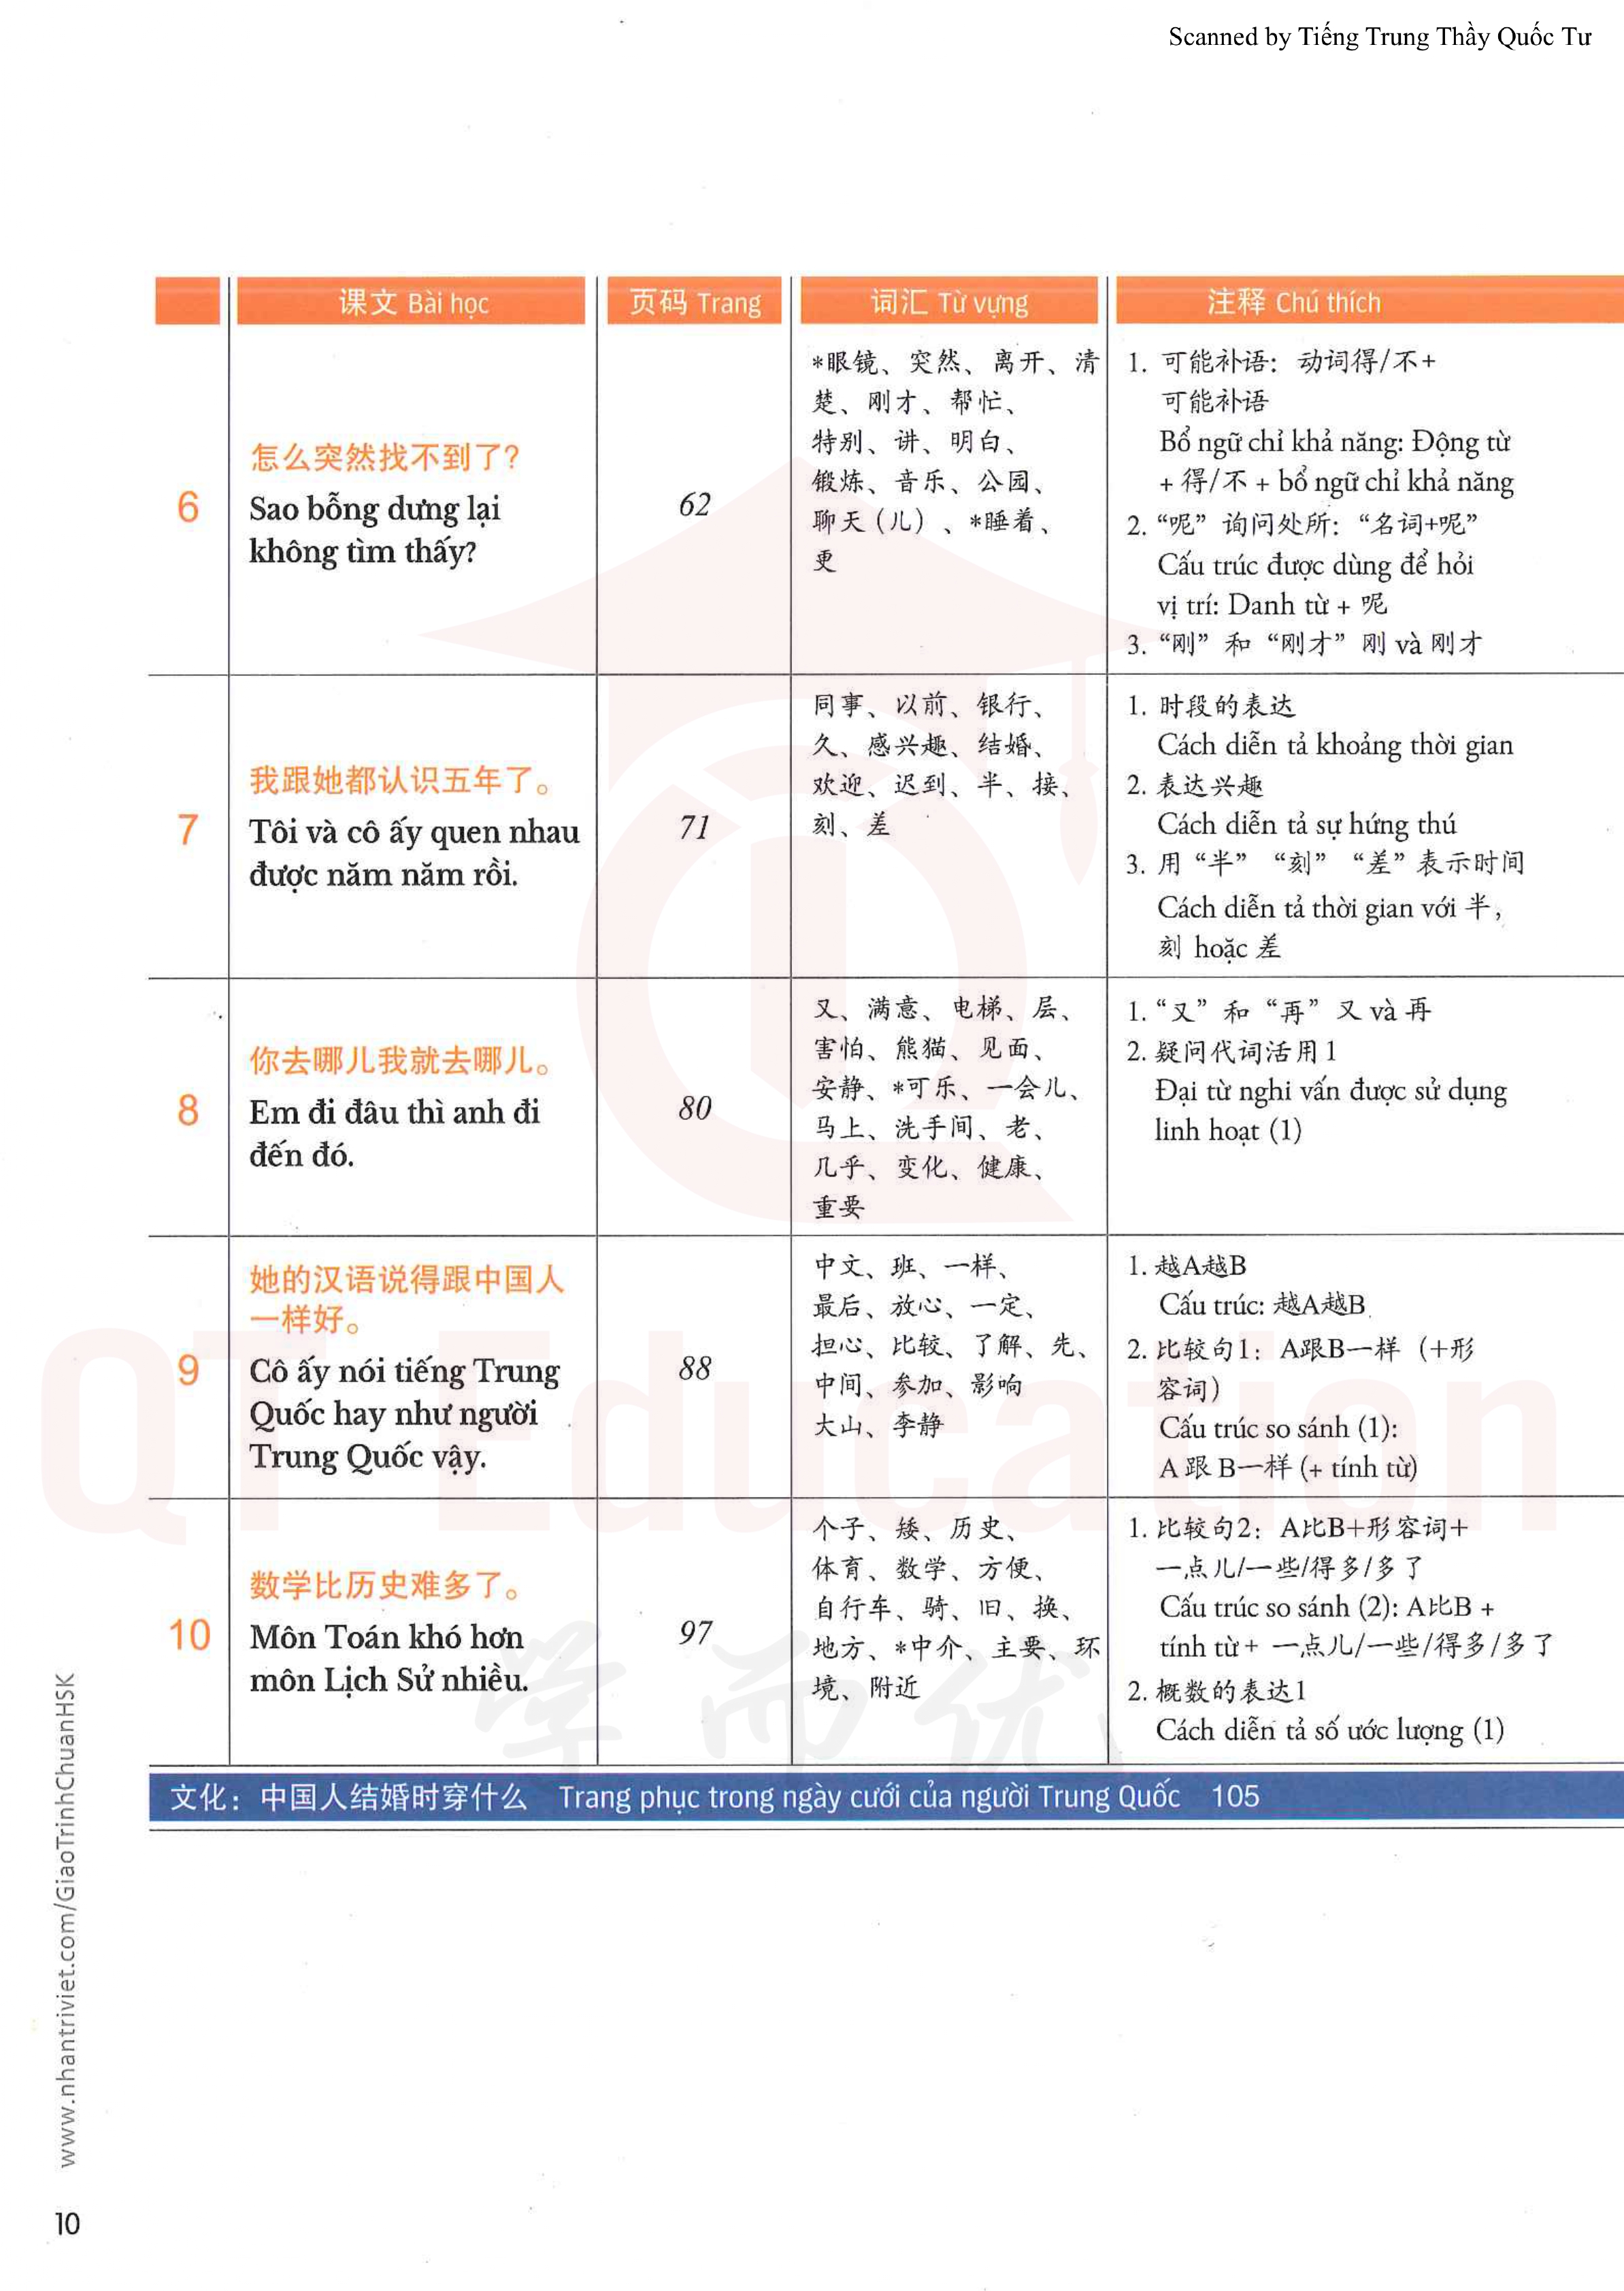 Scanned by Tiếng Trung Thầy Quốc Tư
课文 Bài học
页码 Trang
词汇 Từ vựng
注释 Chú thích
6
怎么突然找不到了?
Sao bỗng dưng lại
không tìm thấy?
62
*眼镜、突然、离开、清
楚、刚才、帮忙、
特别、讲、明白、
锻炼、音乐、公园、
聊天(儿)、*睡着、
更
1. 可能补语: 动词得/不+
可能补语
Bổ ngữ chỉ khả năng: Động từ
+ 得/不 + bổ ngữ chỉ khả năng
2. “呢” 询问处所: “名词+呢”
Cấu trúc được dùng để hỏi
vị trí: Danh từ + 呢
3. “刚” 和 “刚才” 刚 và 刚才
7
我跟她都认识五年了。
Tôi và cô ấy quen nhau
được năm năm rồi.
71
同事、以前、银行、
久、感兴趣、结婚、
欢迎、迟到、半、接、
刻、差
1. 时段的表达
Cách diễn tả khoảng thời gian
2. 表达兴趣
Cách diễn tả sự hứng thú
3. 用 “半” “刻” “差” 表示时间
Cách diễn tả thời gian với 半,
刻 hoặc 差
8
你去哪儿我就去哪儿。
Em đi đâu thì anh đi
đến đó.
80
又、满意、电梯、层、
害怕、熊猫、见面、
安静、*可乐、一会儿、
马上、洗手间、老、
几乎、变化、健康、
重要
1. “又” 和 “再” 又 và 再
2. 疑问代词活用1
Đại từ nghi vấn được sử dụng
linh hoạt (1)
9
她的汉语说得跟中国人
一样好。
Cô ấy nói tiếng Trung
Quốc hay như người
Trung Quốc vậy.
88
中文、班、一样、
最后、放心、一定、
担心、比较、了解、先、
中间、参加、影响
大山、李静
1. 越A越B
Cấu trúc: 越A越B
2. 比较句1: A跟B一样 (+形
容词)
Cấu trúc so sánh (1):
A 跟 B一样 (+ tính từ)
10
数学比历史难多了。
Môn Toán khó hơn
môn Lịch Sử nhiều.
97
个子、矮、历史、
体育、数学、方便、
自行车、骑、旧、换、
地方、*中介、主要、环
境、附近
1. 比较句2: A比B+形容词+
一点儿/一些/得多/多了
Cấu trúc so sánh (2): A比B +
tính từ + 一点儿/一些/得多/多了
2. 概数的表达1
Cách diễn tả số ước lượng (1)
文化: 中国人结婚时穿什么 Trang phục trong ngày cưới của người Trung Quốc 105
QT Education
学而优
www.nhantriviet.com/GiaoTrinhChuanHSK
10